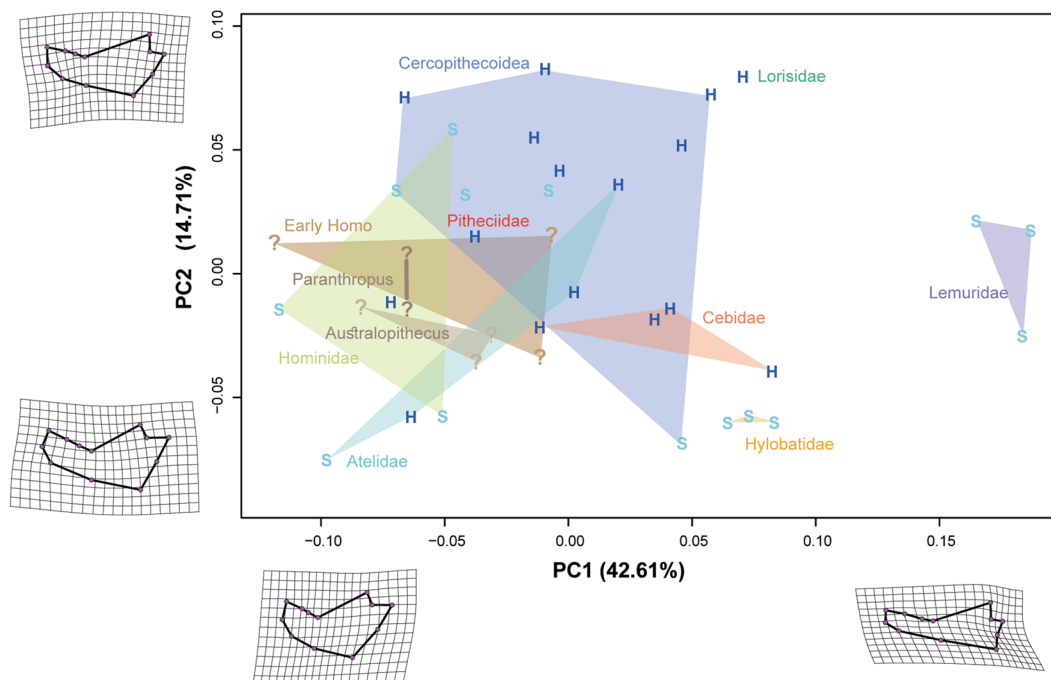 0.10
Cercopithecoidea
H
H
Lorisidae
H
H
H
0.05
S
H
H
H
S
S
S
H
Early Homo
Pitheciidae
S
?
H
?
S
?
PC2 (14.71%)
0.00
Paranthropus
H
Lemuridae
?
H
S
?
H
H
Australopithecus
?
H
Cebidae
S
?
?
?
Hominidae
H
−0.05
H
S
S
S
S
Hylobatidae
S
S
Atelidae
−0.10
−0.05
0.00
0.05
0.10
0.15
PC1 (42.61%)